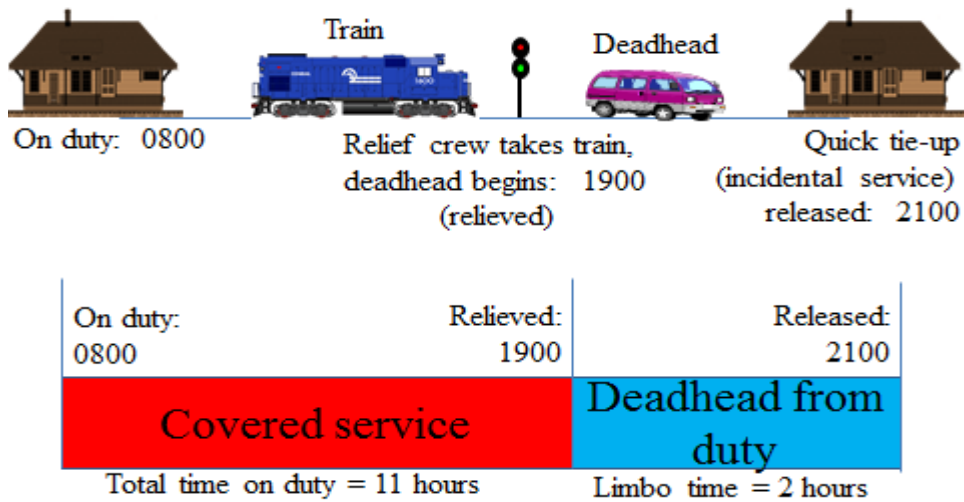 Train
Deadhead
On duty: 0800
Relief crew takes train,
deadhead begins: 1900
(relieved)
Quick tie-up
(incidental service)
released: 2100
On duty:
0800
Relieved:
1900
Released:
2100
Covered service
Deadhead from
duty
Total time on duty = 11 hours
Limbo time = 2 hours